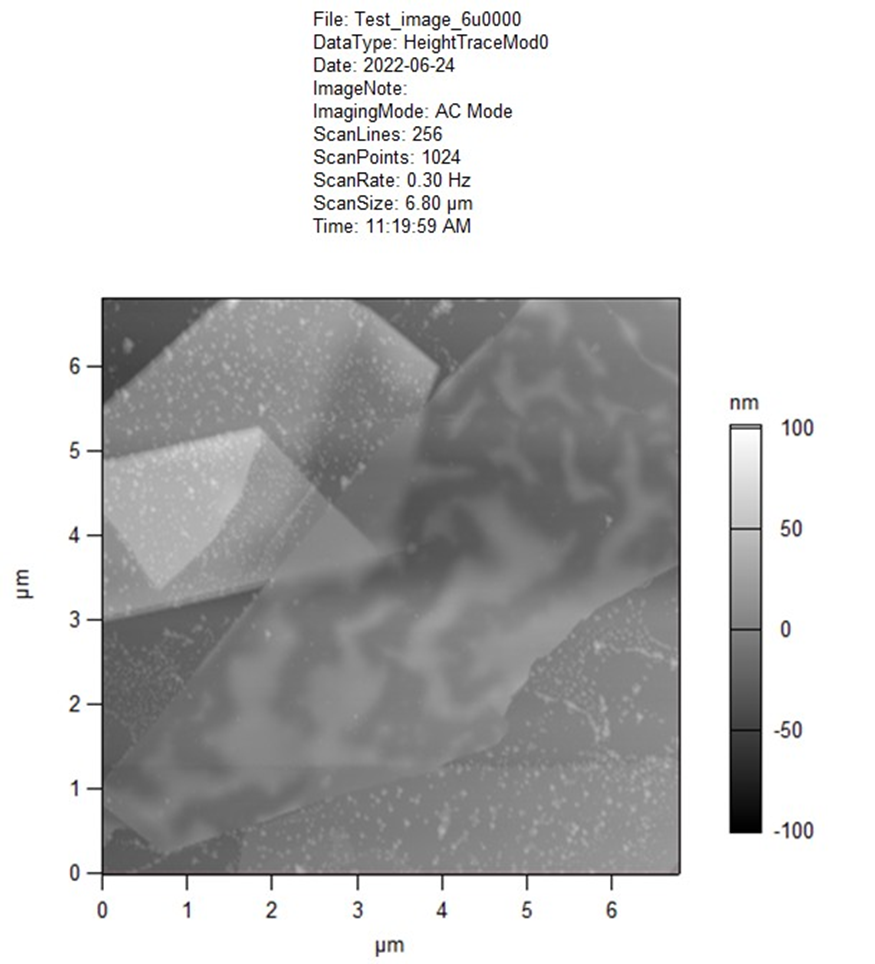 File: Test_image_6u0000
DataType: HeightTraceMod0
Date: 2022-06-24
ImageNote:
ImagingMode: AC Mode
ScanLines: 256
ScanPoints: 1024
ScanRate: 0.30 Hz
ScanSize: 6.80 µm
Time: 11:19:59 AM
6
5
4
3
2
1
0
µm
0 1 2 3 4 5 6
µm
nm
100
50
0
-50
-100